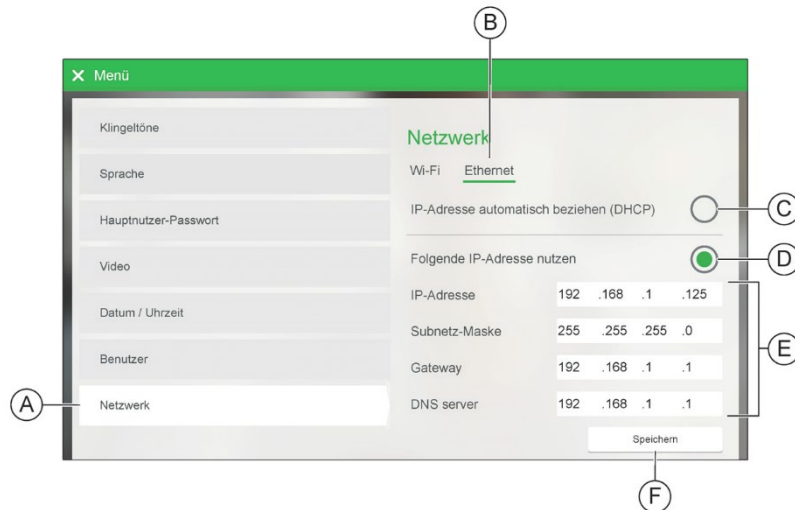 B
X Menü
Klingeltöne
Sprache
Hauptnutzer-Passwort
Video
Datum / Uhrzeit
Benutzer
A
Netzwerk
Netzwerk
Wi-Fi Ethernet
IP-Adresse automatisch beziehen (DHCP)
C
Folgende IP-Adresse nutzen
D
IP-Adresse 192 .168 .1 .125
Subnetz-Maske 255 .255 .255 .0
E
Gateway 192 .168 .1 .1
DNS server 192 .168 .1 .1
Speichern
F